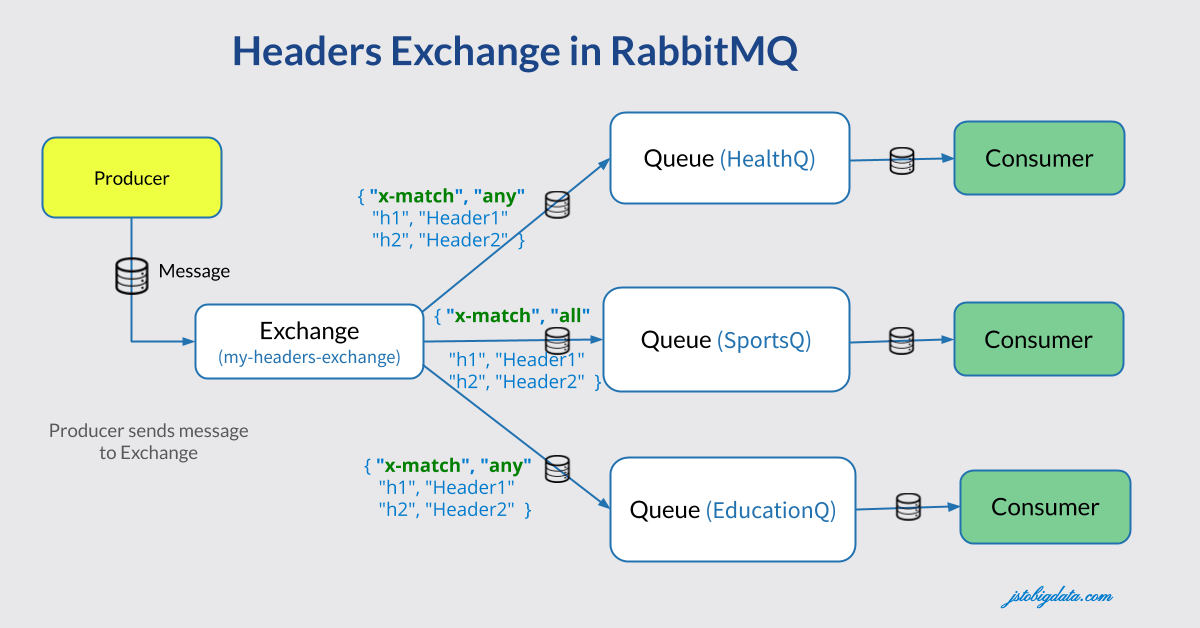 Headers Exchange in RabbitMQ
Producer
Message
Exchange
(my-headers-exchange)
Producer sends message
to Exchange
{ "x-match", "any"
"h1", "Header1"
"h2", "Header2" }
Queue (HealthQ)
Consumer
{ "x-match", "all"
"h1", "Header1"
"h2", "Header2" }
Queue (SportsQ)
Consumer
{ "x-match", "any"
"h1", "Header1"
"h2", "Header2" }
Queue (EducationQ)
Consumer
jstobigdata.com